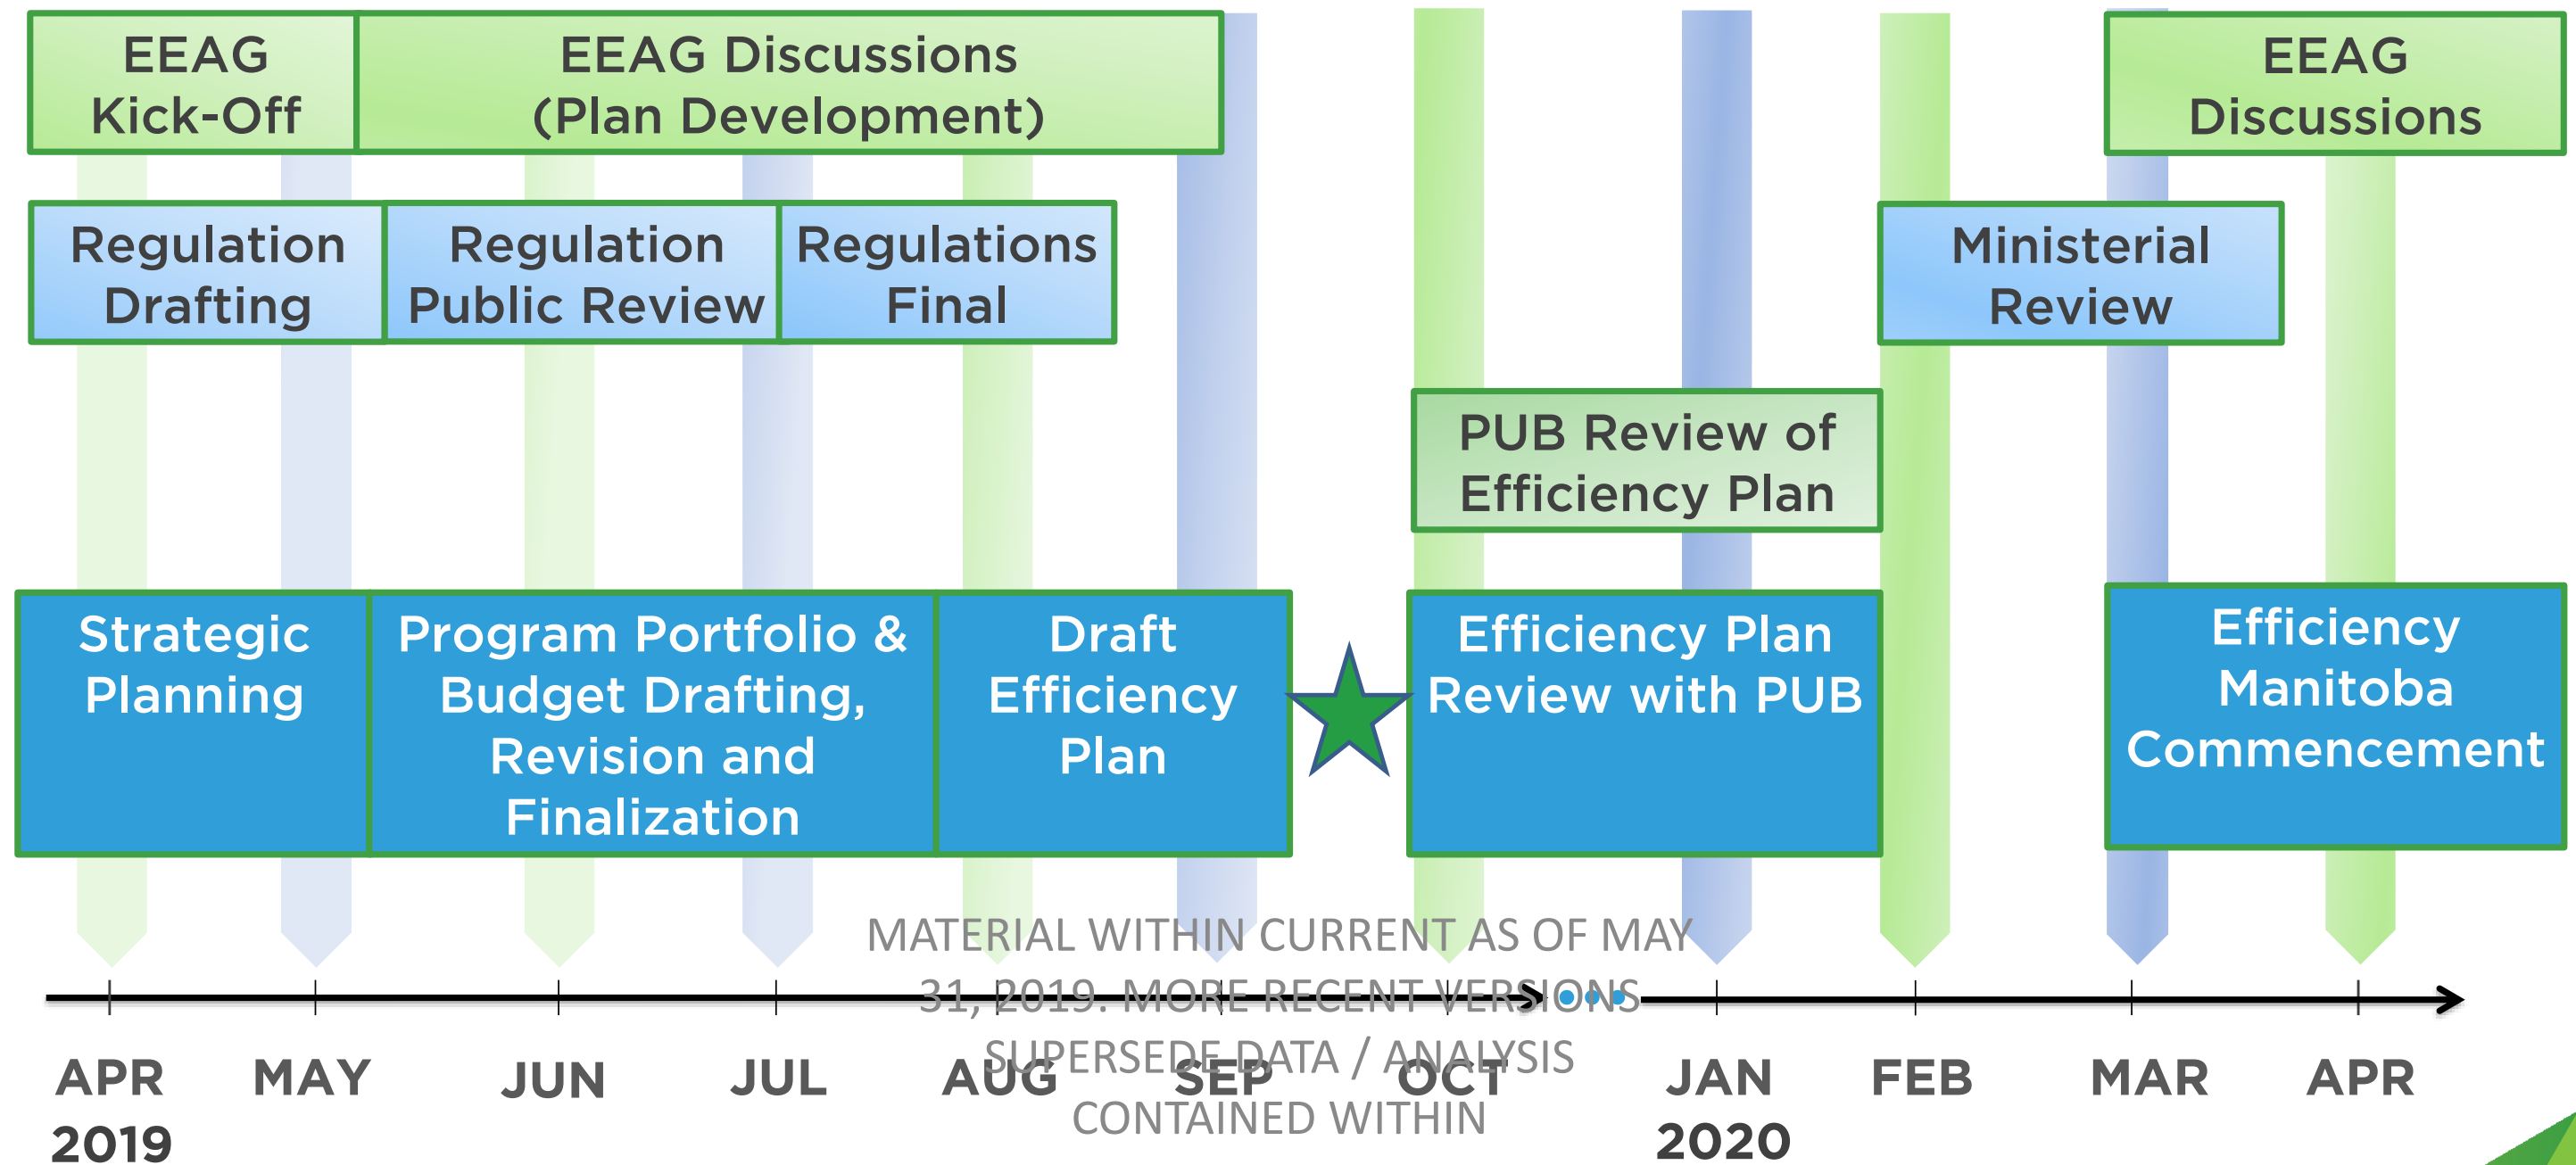 EEAG
Kick-Off
EEAG Discussions
(Plan Development)
EEAG
Discussions
Regulation
Drafting
Regulation
Public Review
Regulations
Final
Ministerial
Review
PUB Review of
Efficiency Plan
Strategic
Planning
Program Portfolio &
Budget Drafting,
Revision and
Finalization
Draft
Efficiency
Plan
Efficiency Plan
Review with PUB
Efficiency
Manitoba
Commencement
MATERIAL WITHIN CURRENT AS OF MAY
31, 2019. MORE RECENT VERSIONS
SUPERSEDE DATA / ANALYSIS
CONTAINED WITHIN
APR MAY JUN JUL AUG SEP OCT JAN FEB MAR APR
2019 2020